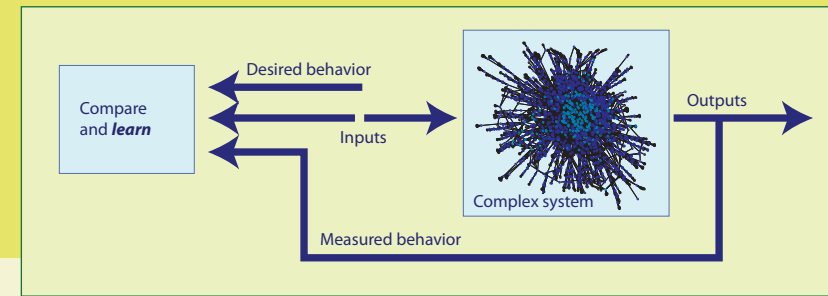 Desired behavior
Compare
and learn
Inputs
Outputs
Complex system
Measured behavior